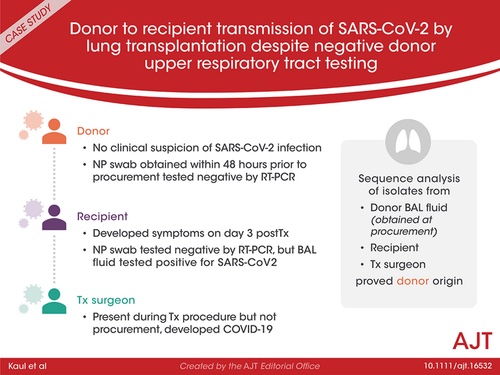 CASE STUDY
Donor to recipient transmission of SARS-CoV-2 by
lung transplantation despite negative donor
upper respiratory tract testing
Donor
• No clinical suspicion of SARS-CoV-2 infection
• NP swab obtained within 48 hours prior to
procurement tested negative by RT-PCR
Recipient
• Developed symptoms on day 3 postTx
• NP swab tested negative by RT-PCR, but BAL
fluid tested positive for SARS-CoV2
Tx surgeon
• Present during Tx procedure but not
procurement, developed COVID-19
Sequence analysis
of isolates from
• Donor BAL fluid
(obtained at
procurement)
• Recipient
• Tx surgeon
proved donor origin
AJT
Kaul et al
Created by the AJT Editorial Office
10.1111/ajt.16532